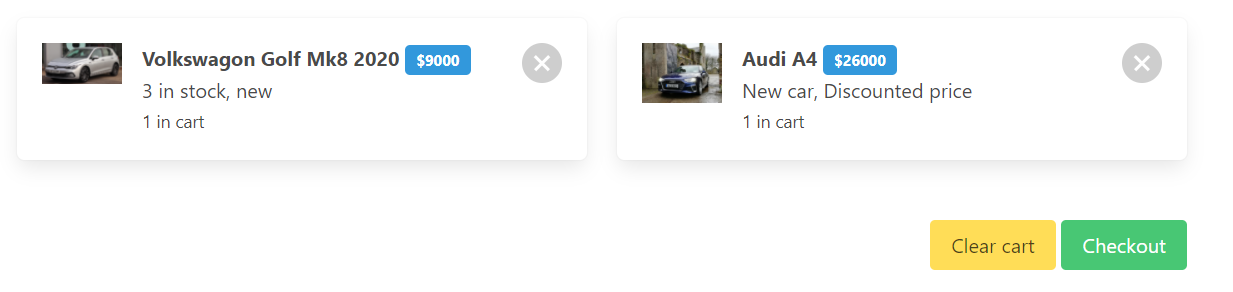 Volkswagon Golf Mk8 2020 $9000
3 in stock, new
1 in cart
Audi A4 $26000
New car, Discounted price
1 in cart
Clear cart
Checkout